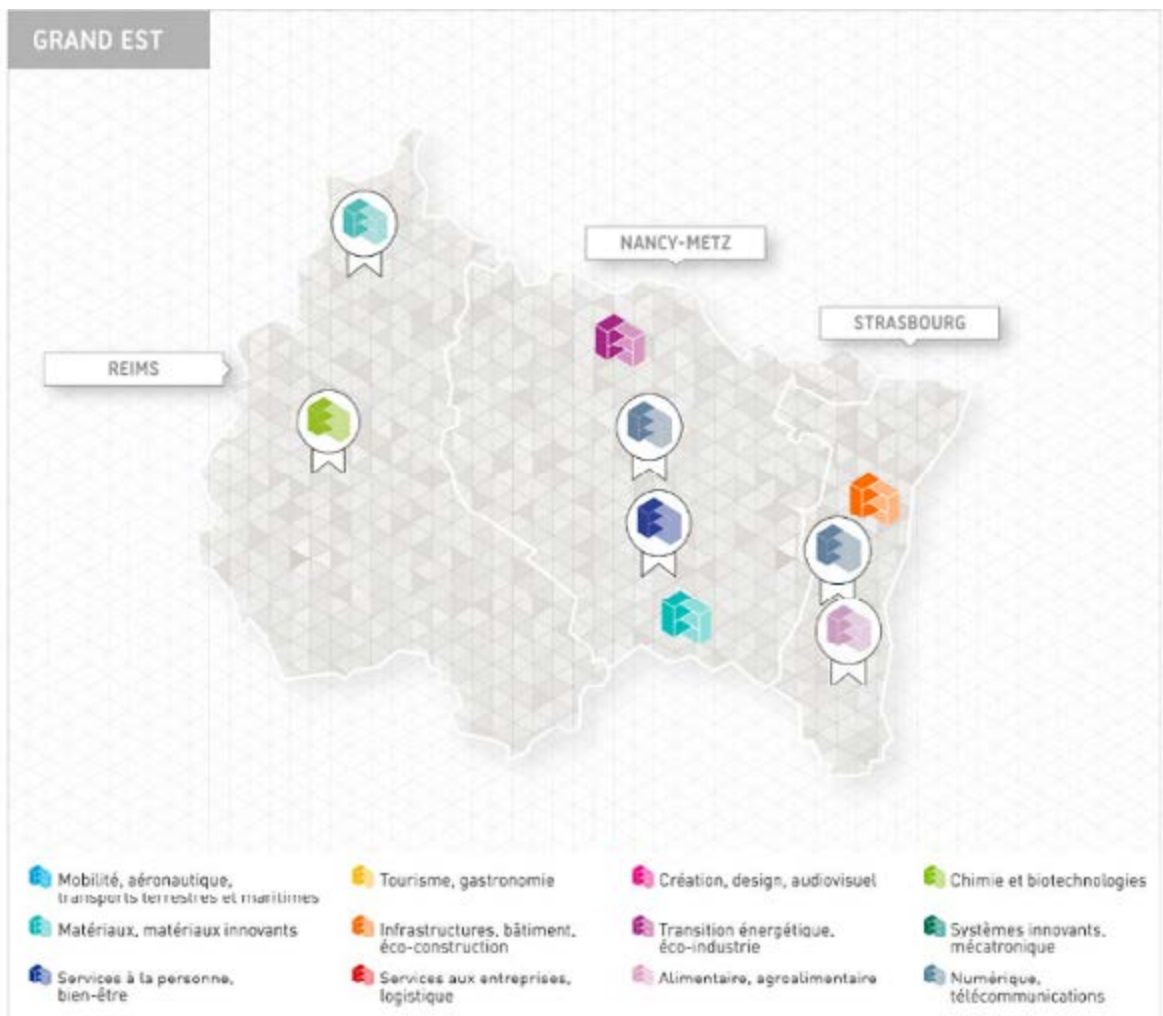 GRAND EST
NANCY-METZ
STRASBOURG
REIMS
Mobilité, aéronautique,
transports terrestres et maritimes
Tourisme, gastronomie
Création, design, audiovisuel
Chimie et biotechnologies
Matériaux, matériaux innovants
Infrastructures, bâtiment,
éco-construction
Transition énergétique,
éco-industrie
Systèmes innovants,
mécatronique
Services à la personne,
bien-être
Services aux entreprises,
logistique
Alimentaire, agroalimentaire
Numérique,
télécommunications